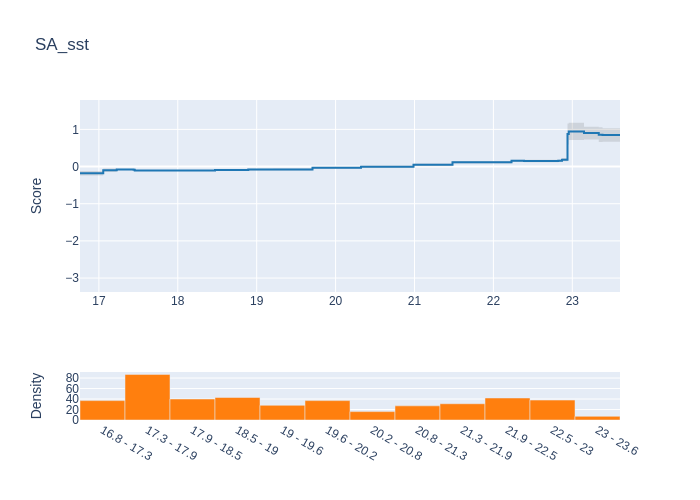 SA_sst
Score
1
0
−1
−2
−3
17 18 19 20 21 22 23
Density
80
60
40
20
0
16.8 - 17.3
17.3 - 17.9
17.9 - 18.5
18.5 - 19
19 - 19.6
19.6 - 20.2
20.2 - 20.8
20.8 - 21.3
21.3 - 21.9
21.9 - 22.5
22.5 - 23
23 - 23.6